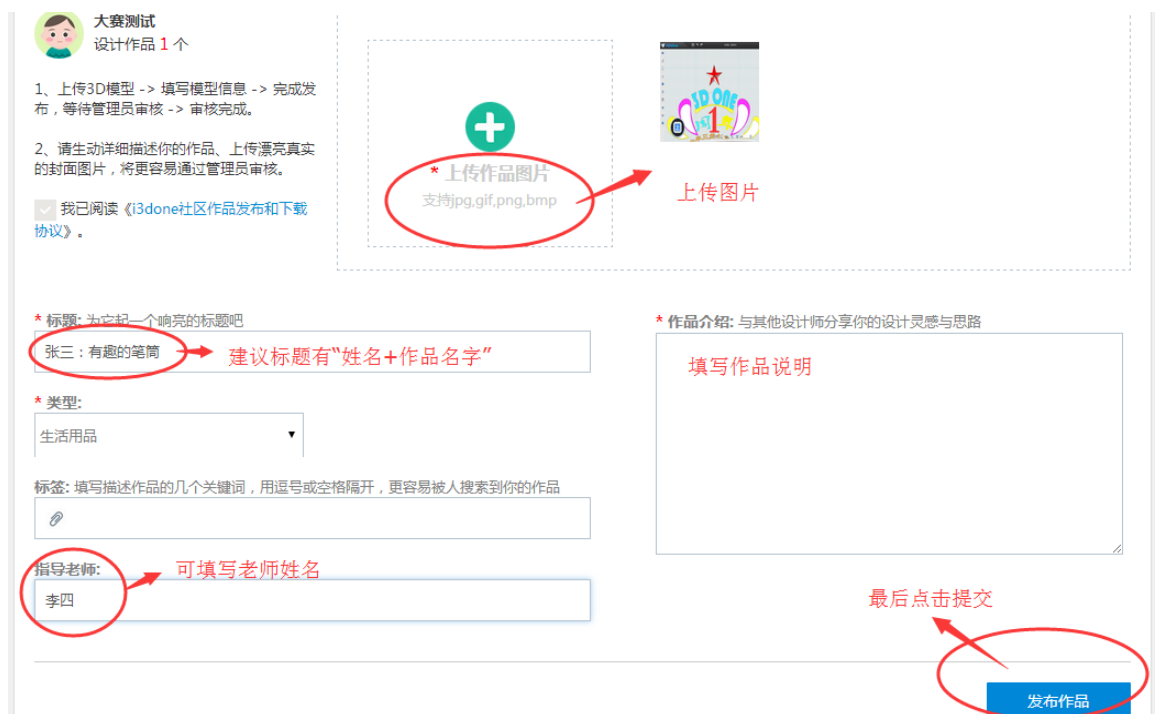 大赛测试
设计作品 1 个
1、上传3D模型 -> 填写模型信息 -> 完成发
布，等待管理员审核 -> 审核完成。
2、请生动详细描述你的作品、上传漂亮真实
的封面图片，将更容易通过管理员审核。
我已阅读《i3done社区作品发布和下载
协议》。
* 上传作品图片
支持jpg,gif,png,bmp
3D ONE
1
上传图片
* 标题: 为它起一个响亮的标题吧
张三：有趣的笔筒
建议标题有“姓名+作品名字”
* 类型:
生活用品
标签: 填写描述作品的几个关键词，用逗号或空格隔开，更容易被人搜索到你的作品
指导老师:
可填写老师姓名
李四
* 作品介绍: 与其他设计师分享你的设计灵感与思路
填写作品说明
最后点击提交
发布作品